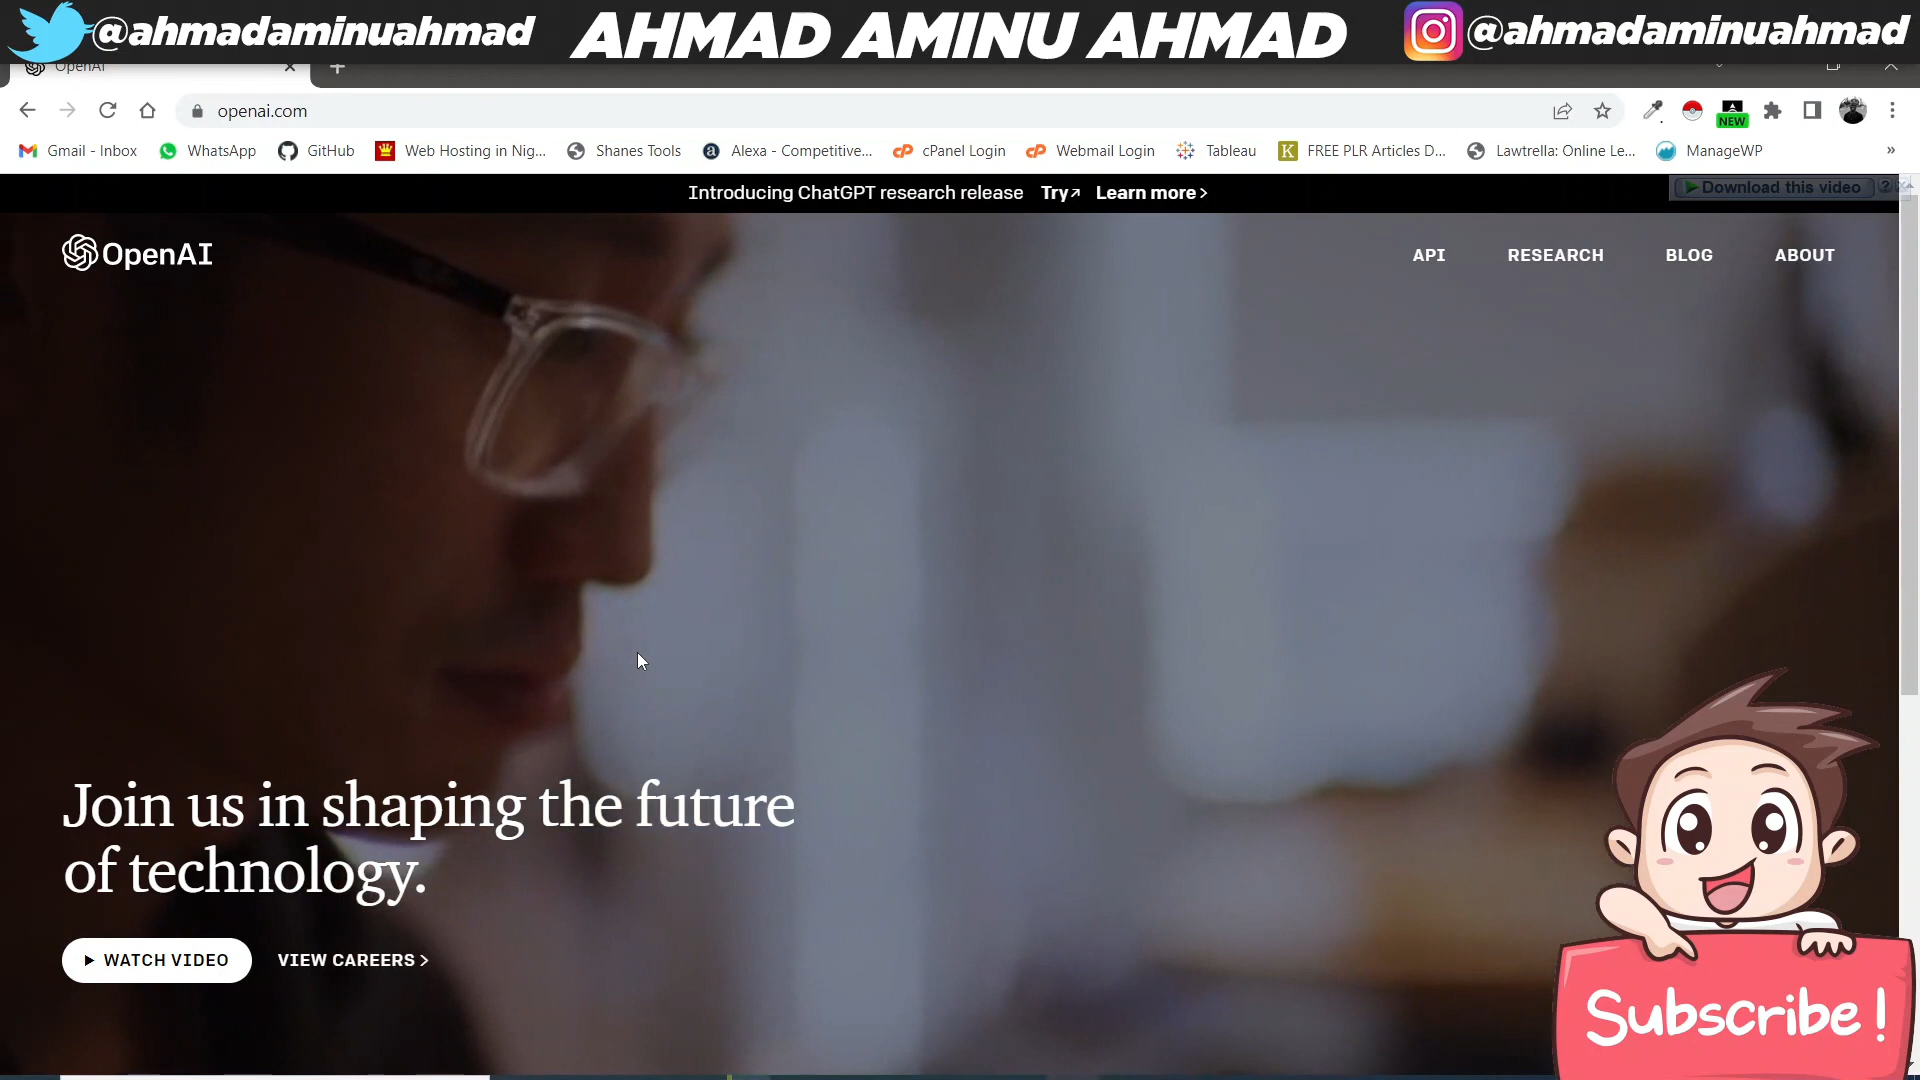 @ahmadaminuahmad
AHMAD AMINU AHMAD
@ahmadaminuahmad
OpenAI
openai.com
NEW
Gmail - Inbox
WhatsApp
GitHub
Web Hosting in Nig...
Shanes Tools
Alexa - Competitive...
cPanel Login
Webmail Login
Tableau
FREE PLR Articles D...
Lawtrella: Online Le...
ManageWP
Introducing ChatGPT research release Try Learn more
Download this video ?
OpenAI
API
RESEARCH
BLOG
ABOUT
Join us in shaping the future
of technology.
WATCH VIDEO
VIEW CAREERS
Subscribe!